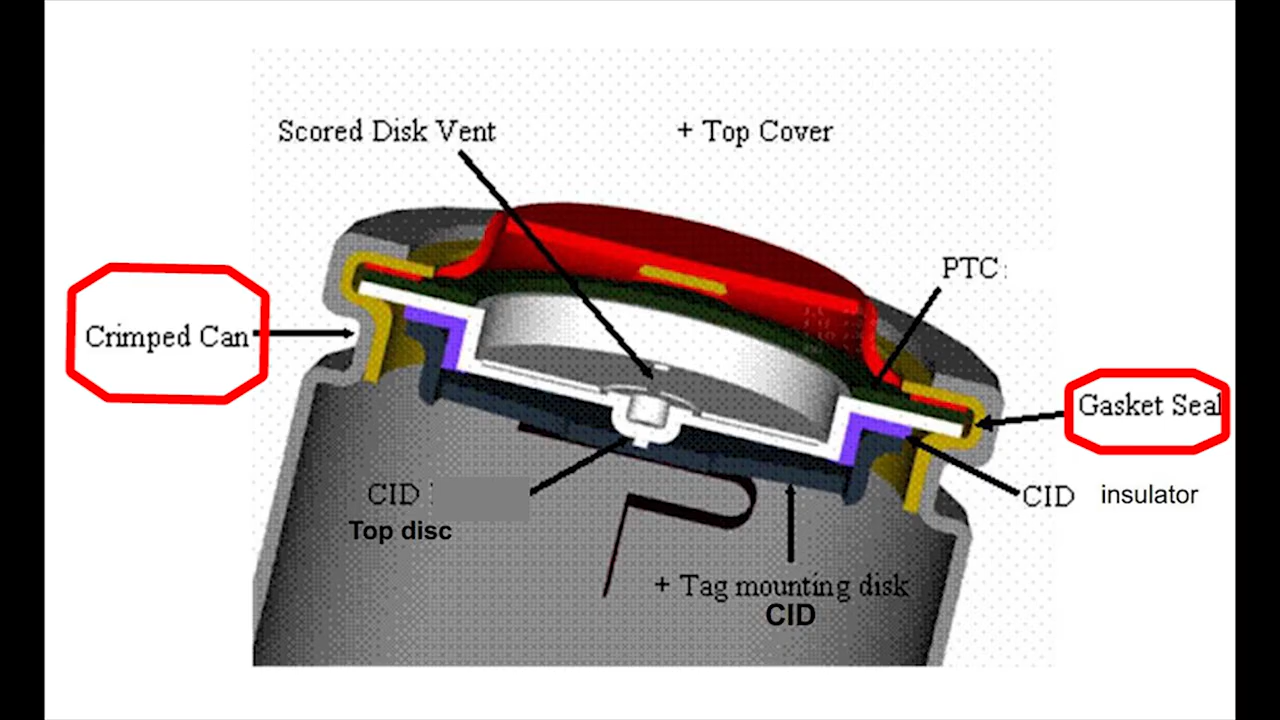 Scored Disk Vent
+ Top Cover
PTC
Crimped Can
Gasket Seal
CID
Top disc
CID insulator
+ Tag mounting disk
CID